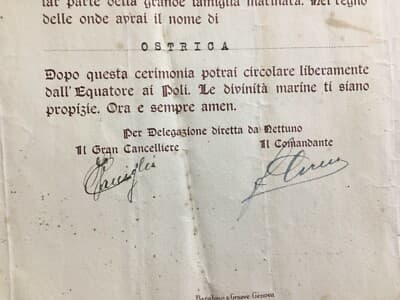 far parte della grande famiglia marinara. Nel regno
delle onde avrai il nome di
OSTRICA
Dopo questa cerimonia potrai circolare liberamente
dall'Equatore ai Poli. Le divinità marine ti siano
propizie. Ora e sempre amen.
Per Delegazione diretta da Nettuno
Il Gran Cancelliere Il Comandante
Genova